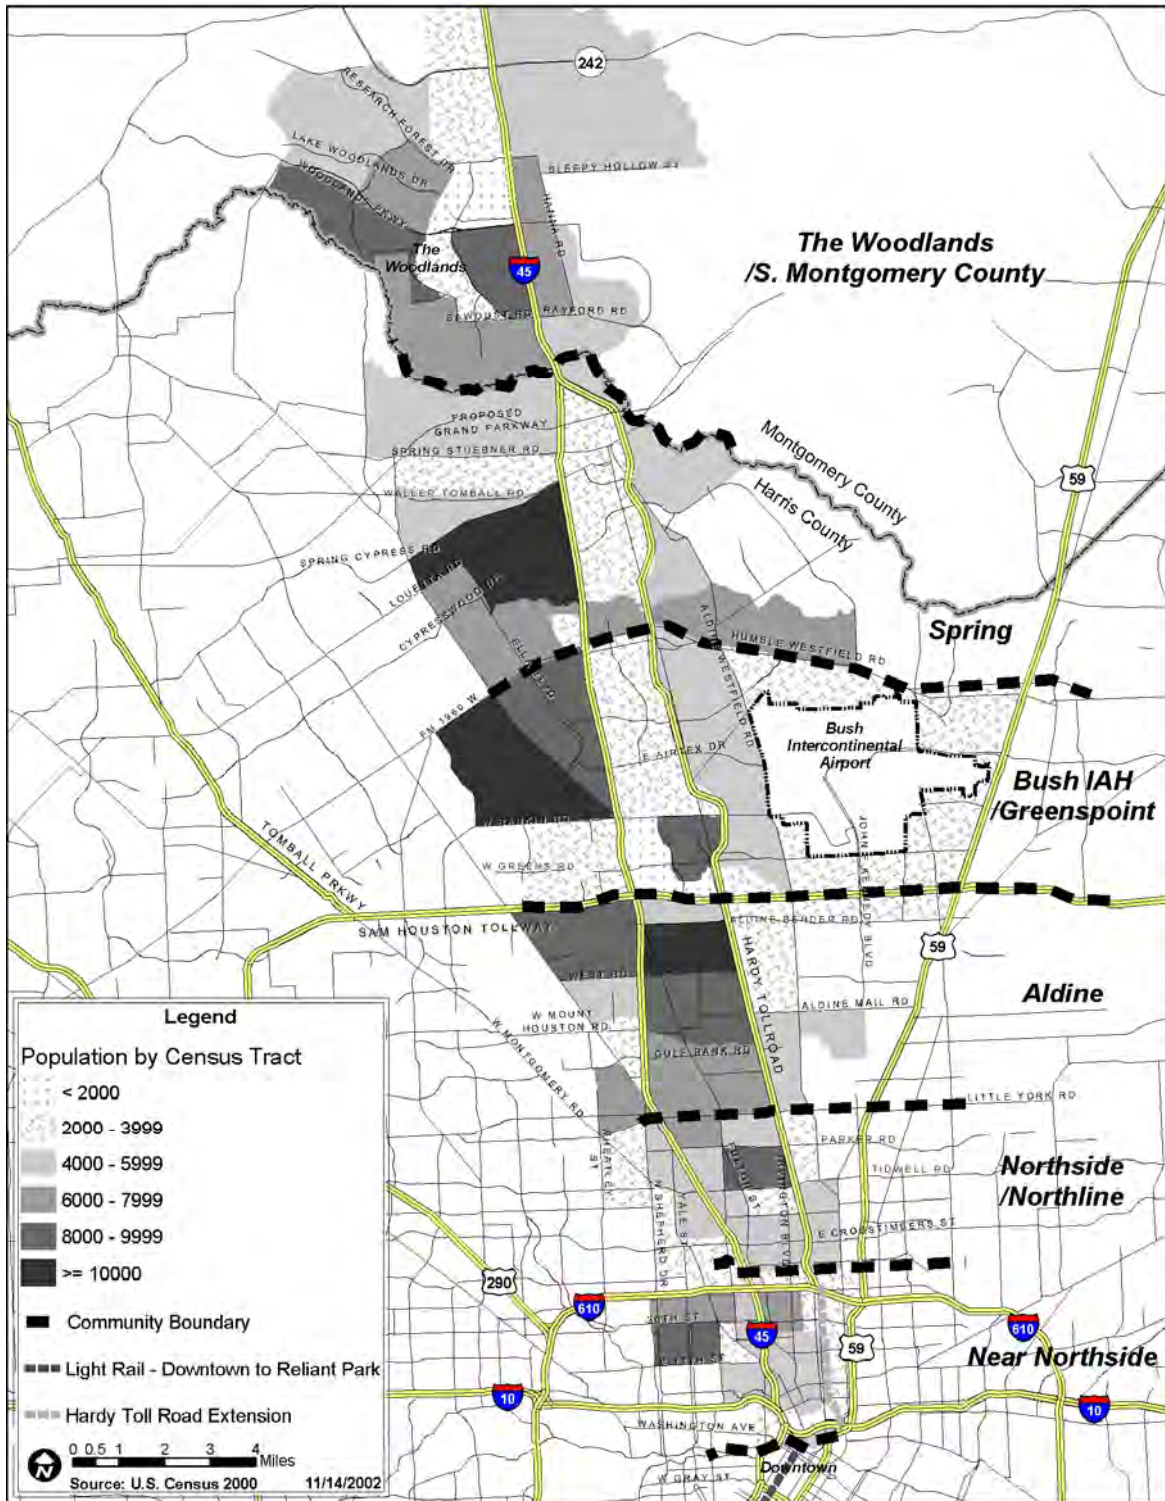 242
RESEARCH FOREST DR
LAKE WOODLANDS DR
WOODLANDS PKWY
SLEEPY HOLLOW
HANNA RD
The
Woodlands
45
The Woodlands
/S. Montgomery County
SAWDUST RD
RAYFORD RD
PROPOSED
GRAND PARKWAY
SPRING STUEBNER RD
WALLER TOMBALL RD
Montgomery County
Harris County
59
SPRING CYPRESS RD
LOUETTA RD
CYPRESSWOOD DR
ELLA BLVD
FM 1960 W
ALDINE WESTFIELD RD
HUMBLE WESTFIELD RD
Spring
Bush
Intercontinental
Airport
E AIRTEX DR
Bush IAH
/Greenspoint
W RANKIN RD
W GREENS RD
JOHN F KENNEDY BLVD
TOMBALL PRKWY
SAM HOUSTON TOLLWAY
ALDINE BENDER RD
59
WEST RD
HARDY TOLLROAD
ALDINE MAIL RD
Aldine
W MOUNT
HOUSTON RD
W MONTGOMERY RD
GULF BANK RD
LITTLE YORK RD
PARKER RD
TIDWELL RD
WHEATLEY
ST
N SHEPHERD DR
YALE ST
FULTON ST
IRVINGTON BLVD
E CROSSTIMBERS ST
Northside
/Northline
290
610
20TH ST
45
59
610
Near Northside
10
10
WASHINGTON AVE
W GRAY ST
Downtown
Legend
Population by Census Tract
< 2000
2000 - 3999
4000 - 5999
6000 - 7999
8000 - 9999
>= 10000
Community Boundary
Light Rail - Downtown to Reliant Park
Hardy Toll Road Extension
N
0 0.5 1 2 3 4
Miles
Source: U.S. Census 2000 11/14/2002